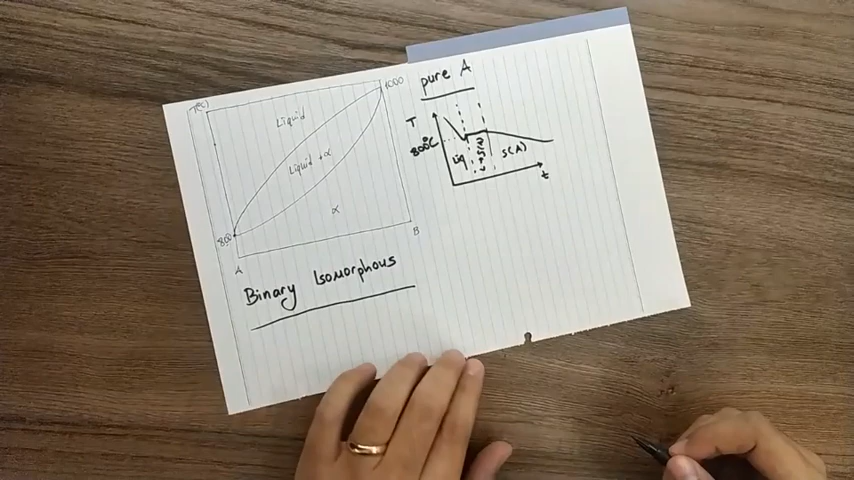 T(°C)
1000
Liquid
Liquid + α
α
800
A
B
Binary Isomorphous
pure A
T
800°C
Liq
S(A)
t